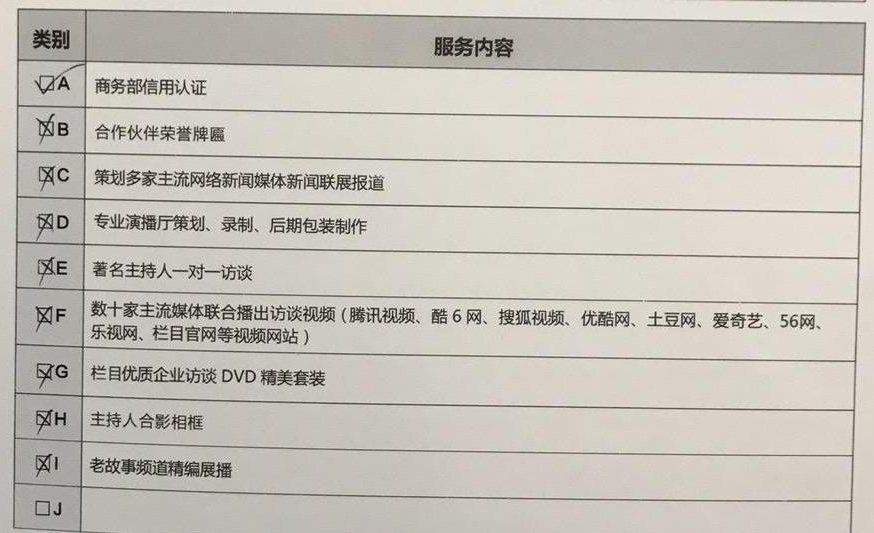 类别 服务内容
☑A 商务部信用认证
☒B 合作伙伴荣誉牌匾
☒C 策划多家主流网络新闻媒体新闻联展报道
☒D 专业演播厅策划、录制、后期包装制作
☒E 著名主持人一对一访谈
☒F 数十家主流媒体联合播出访谈视频（腾讯视频、酷6网、搜狐视频、优酷网、土豆网、爱奇艺、56网、
乐视网、栏目官网等视频网站）
☒G 栏目优质企业访谈 DVD 精美套装
☒H 主持人合影相框
☒I 老故事频道精编展播
☐J